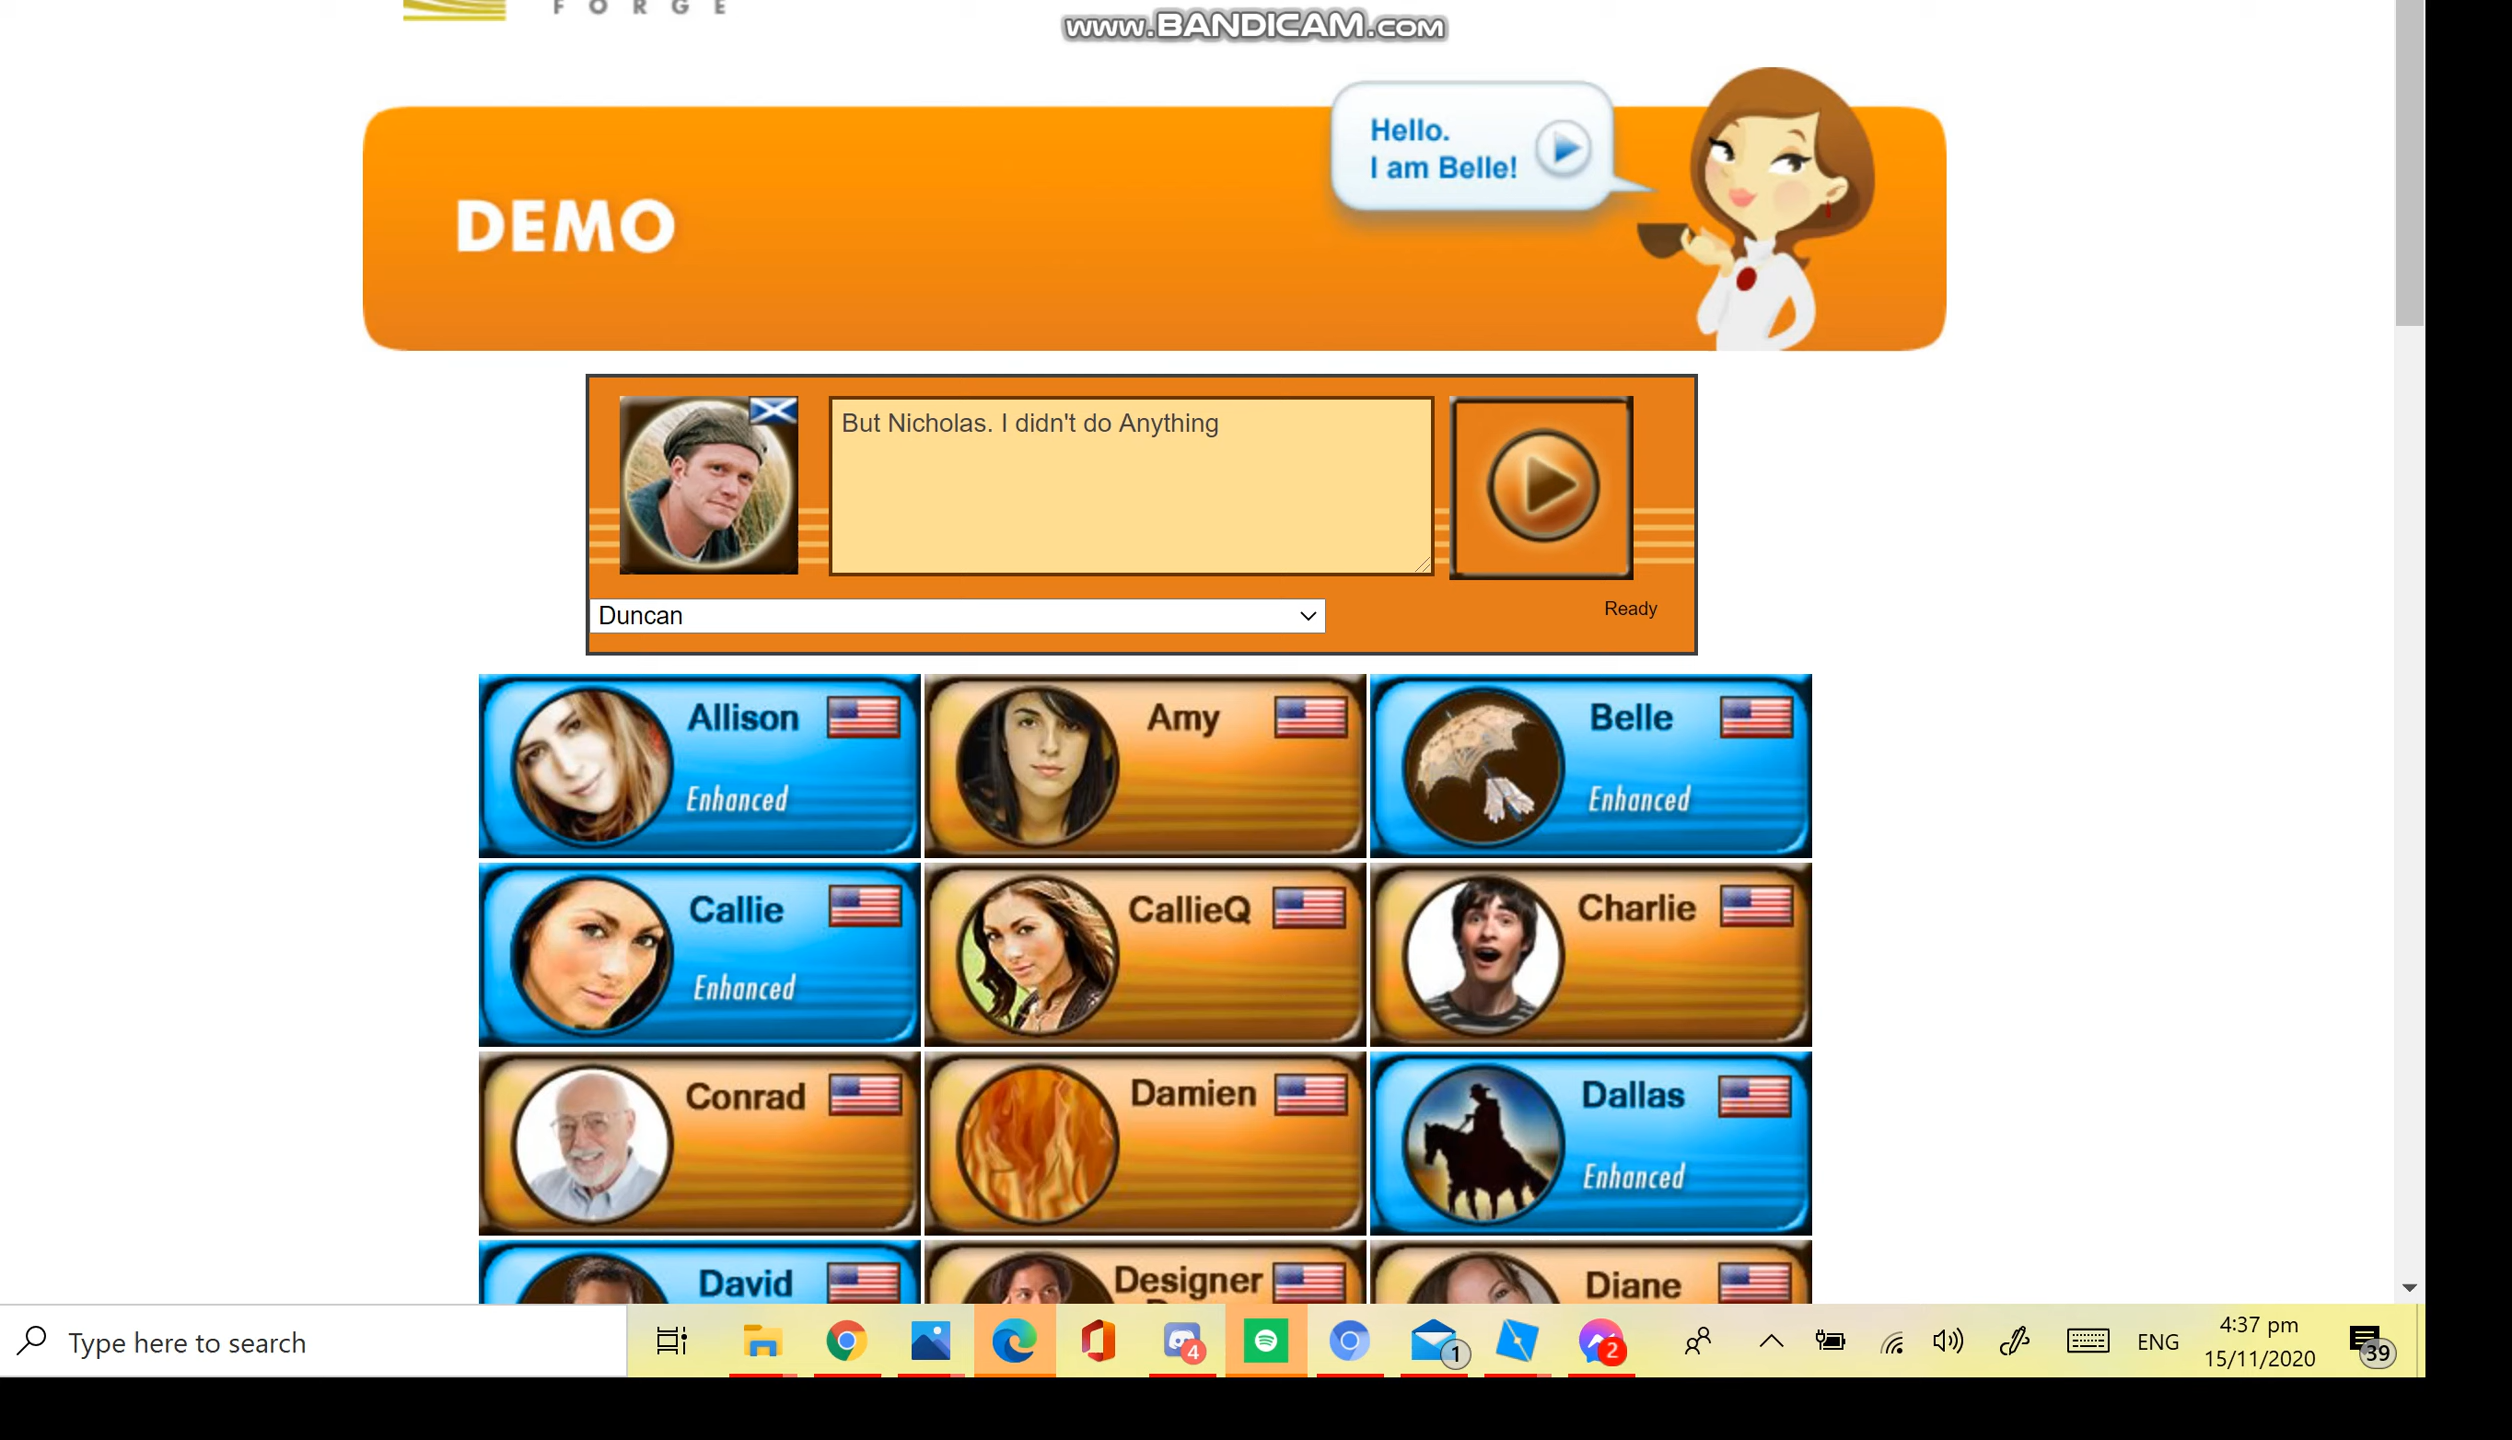 FORGE
www.BANDICAM.com
Hello.
I am Belle!
DEMO
But Nicholas. I didn't do Anything
Duncan
Ready
Allison
Enhanced
Amy
Belle
Enhanced
Callie
Enhanced
CallieQ
Charlie
Conrad
Damien
Dallas
Enhanced
David
Designer
Diane
Type here to search
4
1
2
ENG
4:37 pm
15/11/2020
39